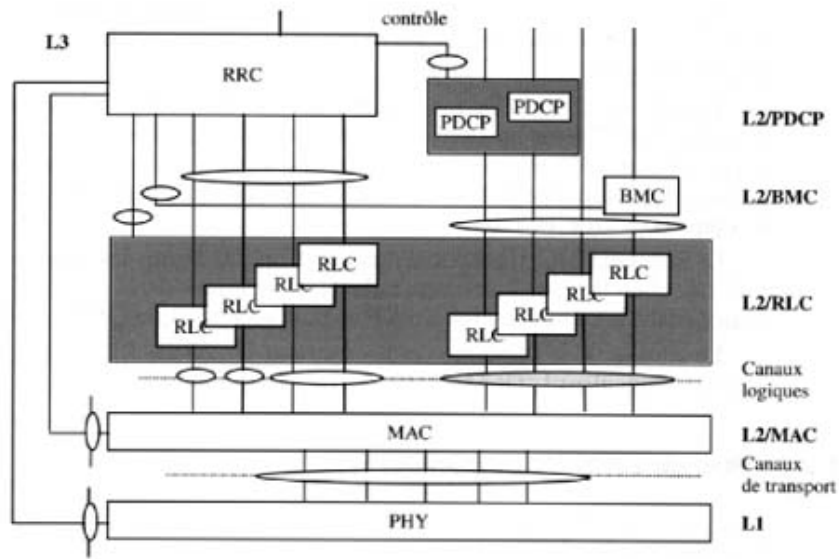 contrôle
L3
RRC
PDCP
PDCP
L2/PDCP
BMC
L2/BMC
RLC
RLC
RLC
RLC
RLC
RLC
RLC
RLC
L2/RLC
Canaux
logiques
MAC
L2/MAC
Canaux
de transport
PHY
L1